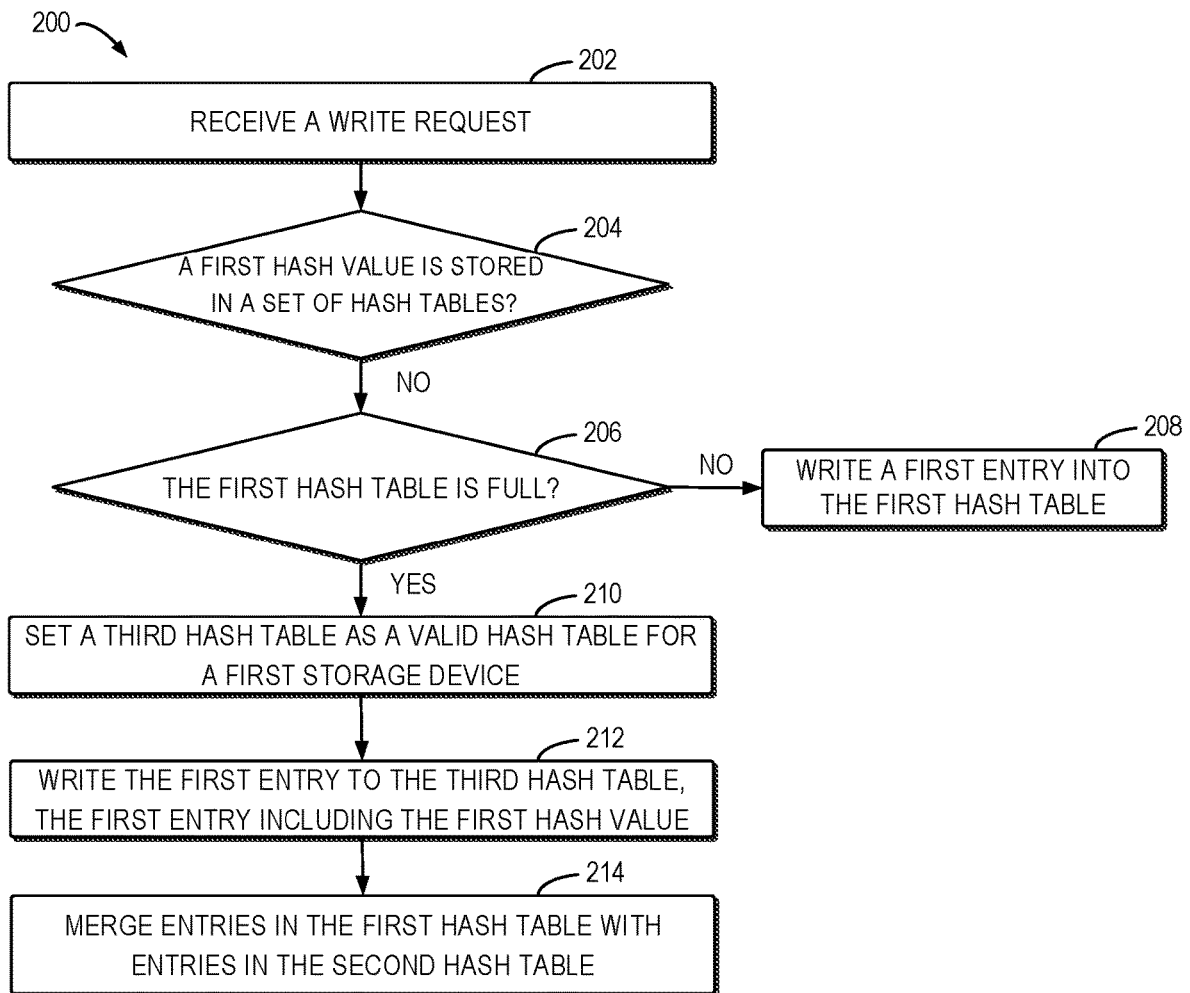 200
202
RECEIVE A WRITE REQUEST
204
A FIRST HASH VALUE IS STORED
IN A SET OF HASH TABLES?
NO
206
THE FIRST HASH TABLE IS FULL?
NO
208
WRITE A FIRST ENTRY INTO
THE FIRST HASH TABLE
YES
210
SET A THIRD HASH TABLE AS A VALID HASH TABLE FOR
A FIRST STORAGE DEVICE
212
WRITE THE FIRST ENTRY TO THE THIRD HASH TABLE,
THE FIRST ENTRY INCLUDING THE FIRST HASH VALUE
214
MERGE ENTRIES IN THE FIRST HASH TABLE WITH
ENTRIES IN THE SECOND HASH TABLE